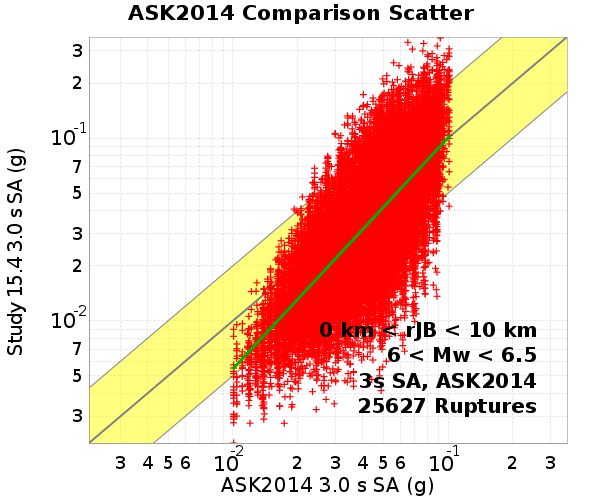 ASK2014 Comparison Scatter
Study 15.4 3.0 s SA (g)
3
2
10^-1
7
5
3
2
10^-2
7
5
3
0 km < rJB < 10 km
6 < Mw < 6.5
3s SA, ASK2014
25627 Ruptures
3 4 5 6 10^-2 2 3 4 5 6 10^-1 2 3
ASK2014 3.0 s SA (g)